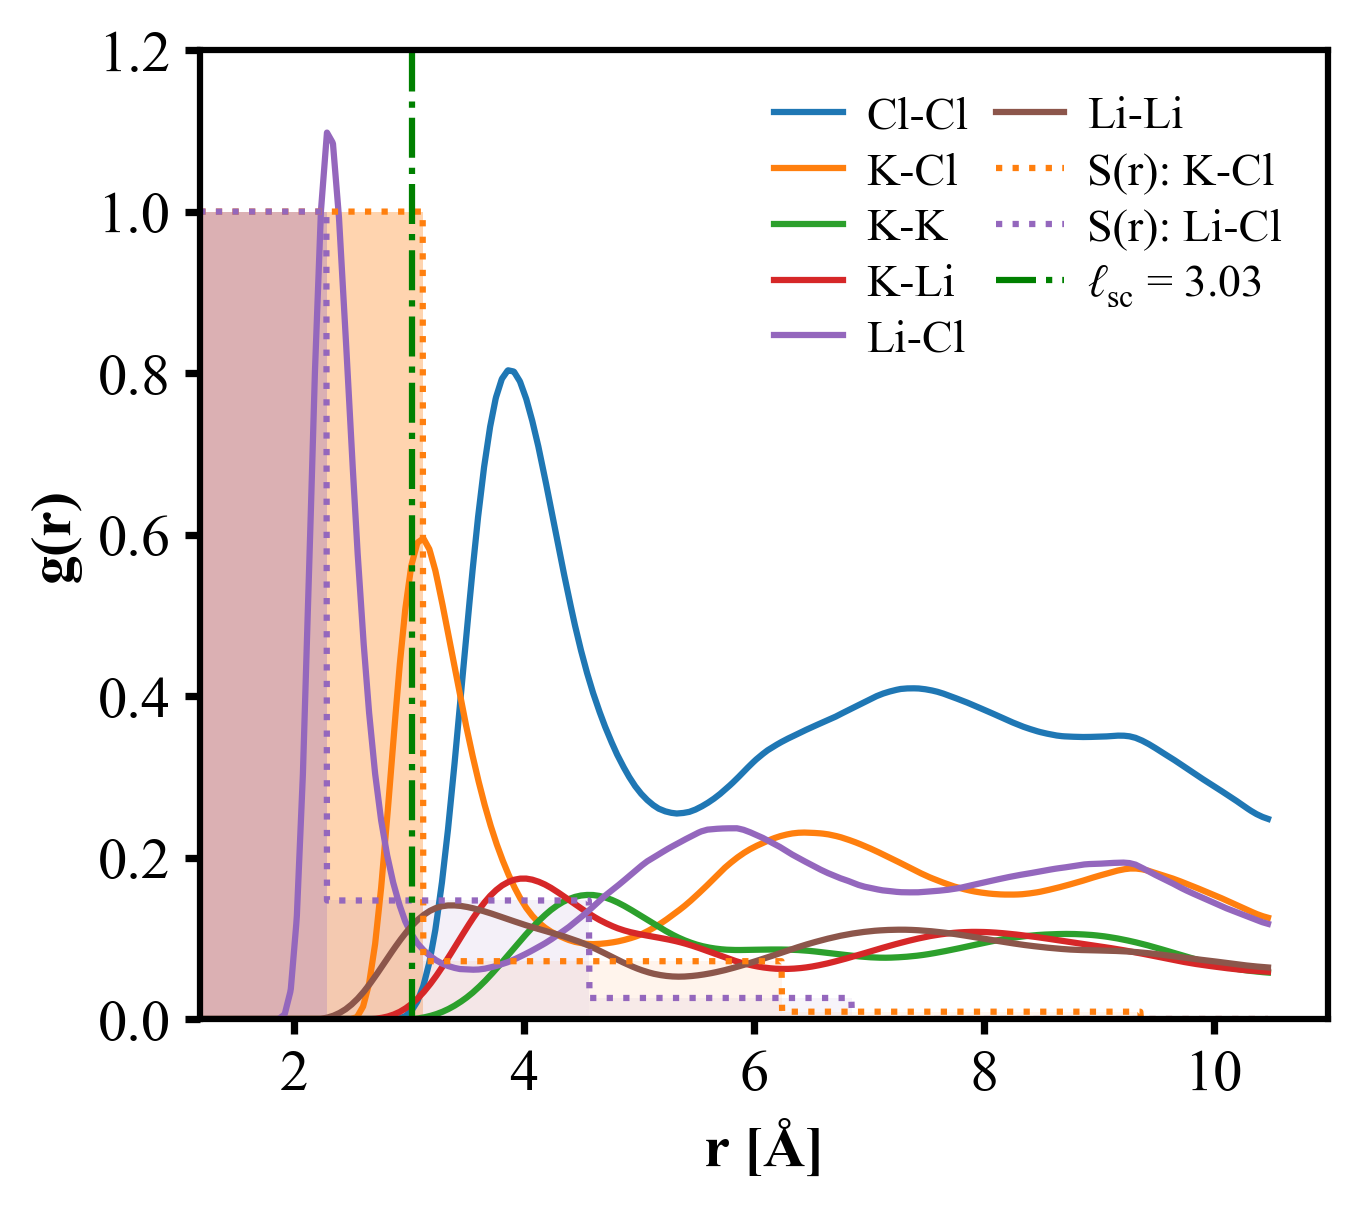 1.2
1.0
0.8
0.6
0.4
0.2
0.0
g(r)
Cl-Cl
K-Cl
K-K
K-Li
Li-Cl
Li-Li
S(r): K-Cl
S(r): Li-Cl
ℓsc = 3.03
2 4 6 8 10
r [Å]